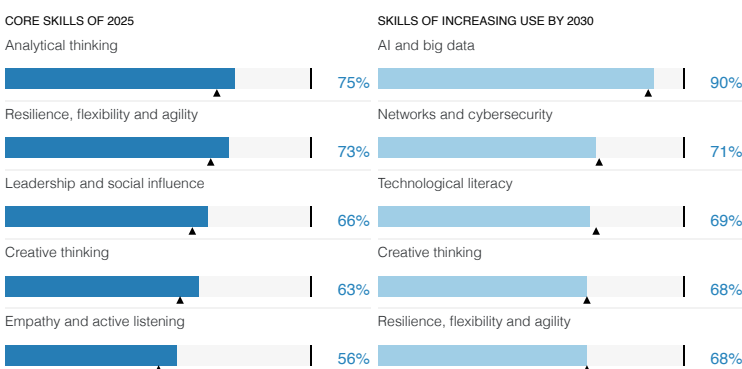 CORE SKILLS OF 2025
Analytical thinking
75%
Resilience, flexibility and agility
73%
Leadership and social influence
66%
Creative thinking
63%
Empathy and active listening
56%
SKILLS OF INCREASING USE BY 2030
AI and big data
90%
Networks and cybersecurity
71%
Technological literacy
69%
Creative thinking
68%
Resilience, flexibility and agility
68%